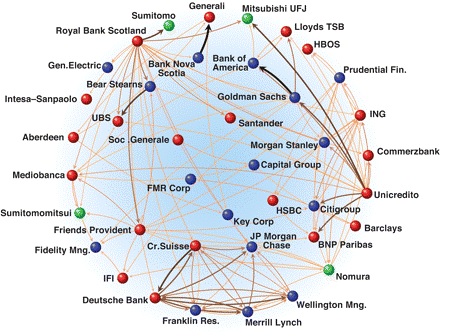 Generali
Sumitomo
Mitsubishi UFJ
Royal Bank Scotland
Lloyds TSB
HBOS
Gen.Electric.
Bank Nova
Scotia
Bank of
America
Prudential Fin.
Bear Stearns
Intesa–Sanpaolo
Goldman Sachs
UBS
Santander
ING
Aberdeen
Soc .Generale
Morgan Stanley
Commerzbank
Mediobanca
Capital Group
FMR Corp
Unicredito
HSBC
Citigroup
Sumitomomitsui
Key Corp
Friends Provident
Barclays
Fidelity Mng.
Cr.Suisse
JP Morgan
Chase
BNP Paribas
IFI
Nomura
Deutsche Bank
Wellington Mng.
Franklin Res.
Merrill Lynch